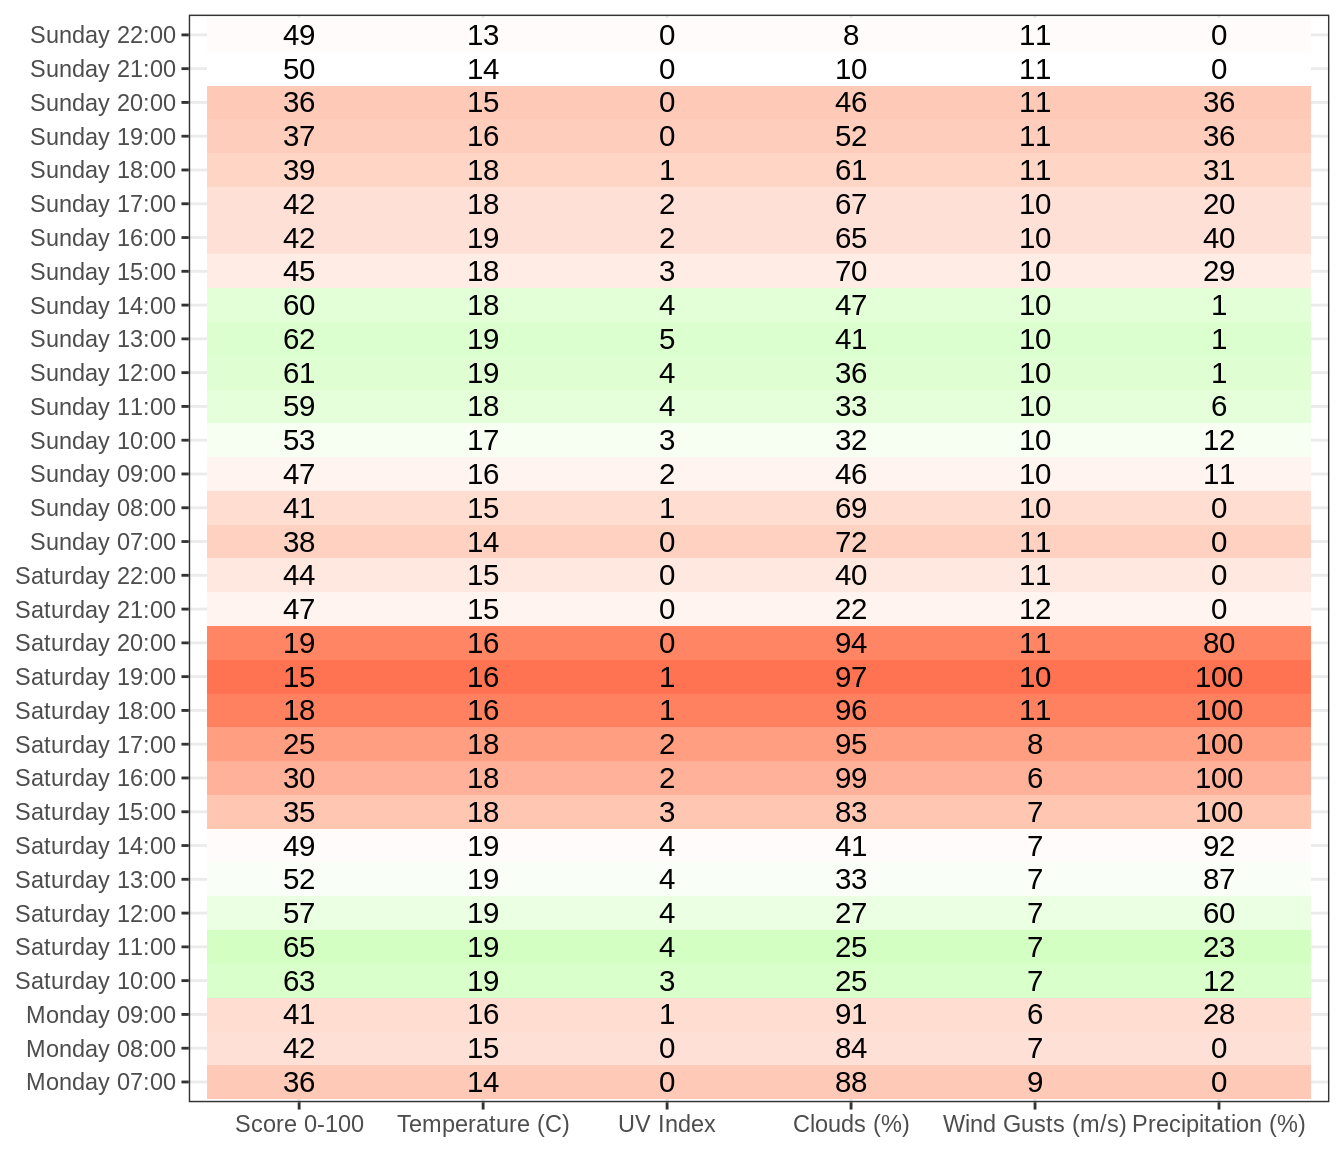 Sunday 22:00 49 13 0 8 11 0
Sunday 21:00 50 14 0 10 11 0
Sunday 20:00 36 15 0 46 11 36
Sunday 19:00 37 16 0 52 11 36
Sunday 18:00 39 18 1 61 11 31
Sunday 17:00 42 18 2 67 10 20
Sunday 16:00 42 19 2 65 10 40
Sunday 15:00 45 18 3 70 10 29
Sunday 14:00 60 18 4 47 10 1
Sunday 13:00 62 19 5 41 10 1
Sunday 12:00 61 19 4 36 10 1
Sunday 11:00 59 18 4 33 10 6
Sunday 10:00 53 17 3 32 10 12
Sunday 09:00 47 16 2 46 10 11
Sunday 08:00 41 15 1 69 10 0
Sunday 07:00 38 14 0 72 11 0
Saturday 22:00 44 15 0 40 11 0
Saturday 21:00 47 15 0 22 12 0
Saturday 20:00 19 16 0 94 11 80
Saturday 19:00 15 16 1 97 10 100
Saturday 18:00 18 16 1 96 11 100
Saturday 17:00 25 18 2 95 8 100
Saturday 16:00 30 18 2 99 6 100
Saturday 15:00 35 18 3 83 7 100
Saturday 14:00 49 19 4 41 7 92
Saturday 13:00 52 19 4 33 7 87
Saturday 12:00 57 19 4 27 7 60
Saturday 11:00 65 19 4 25 7 23
Saturday 10:00 63 19 3 25 7 12
Monday 09:00 41 16 1 91 6 28
Monday 08:00 42 15 0 84 7 0
Monday 07:00 36 14 0 88 9 0
Score 0-100 Temperature (C) UV Index Clouds (%) Wind Gusts (m/s) Precipitation (%)